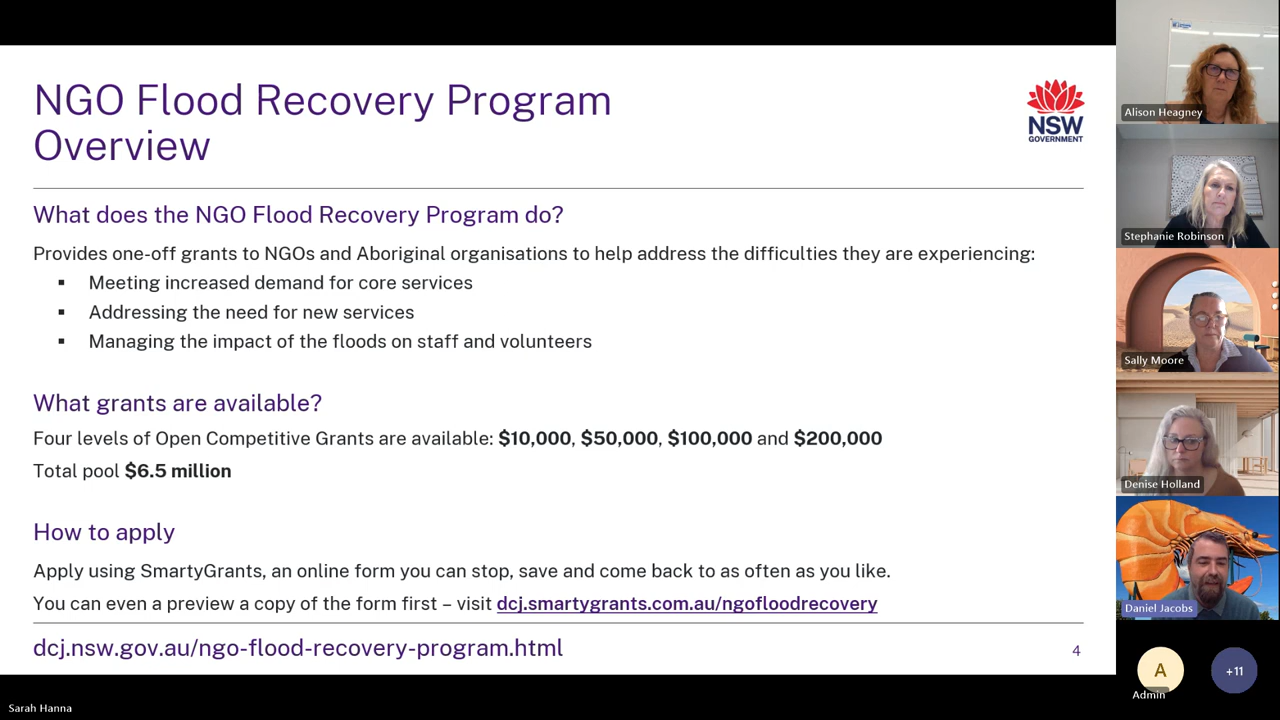 NGO Flood Recovery Program
Overview
NSW
GOVERNMENT
What does the NGO Flood Recovery Program do?
Provides one-off grants to NGOs and Aboriginal organisations to help address the difficulties they are experiencing:
▪ Meeting increased demand for core services
▪ Addressing the need for new services
▪ Managing the impact of the floods on staff and volunteers
What grants are available?
Four levels of Open Competitive Grants are available: $10,000, $50,000, $100,000 and $200,000
Total pool $6.5 million
How to apply
Apply using SmartyGrants, an online form you can stop, save and come back to as often as you like.
You can even a preview a copy of the form first – visit dcj.smartygrants.com.au/ngofloodrecovery
dcj.nsw.gov.au/ngo-flood-recovery-program.html
4
Sarah Hanna
Alison Heagney
Stephanie Robinson
Sally Moore
Denise Holland
Daniel Jacobs
A
Admin
+11